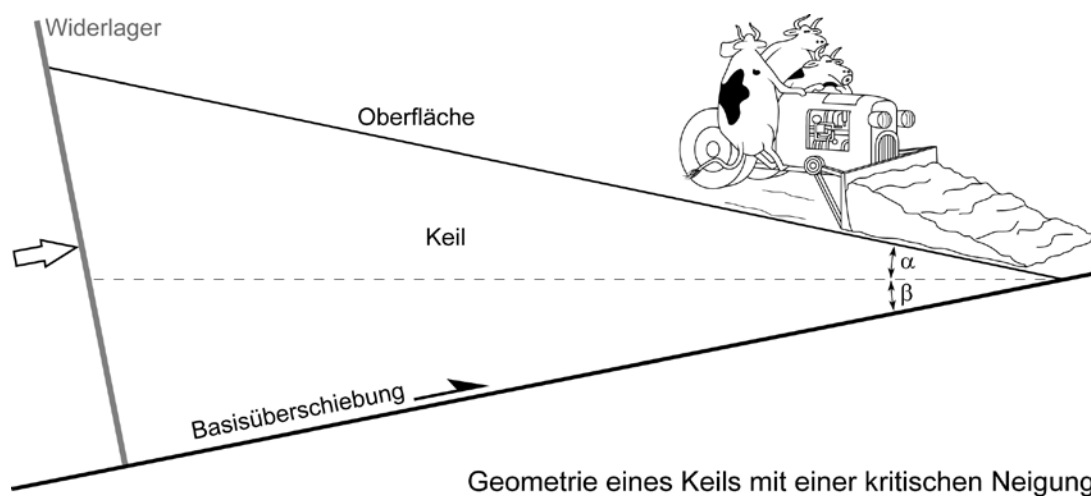 Widerlager
Oberfläche
Keil
α
β
Basisüberschiebung
Geometrie eines Keils mit einer kritischen Neigung